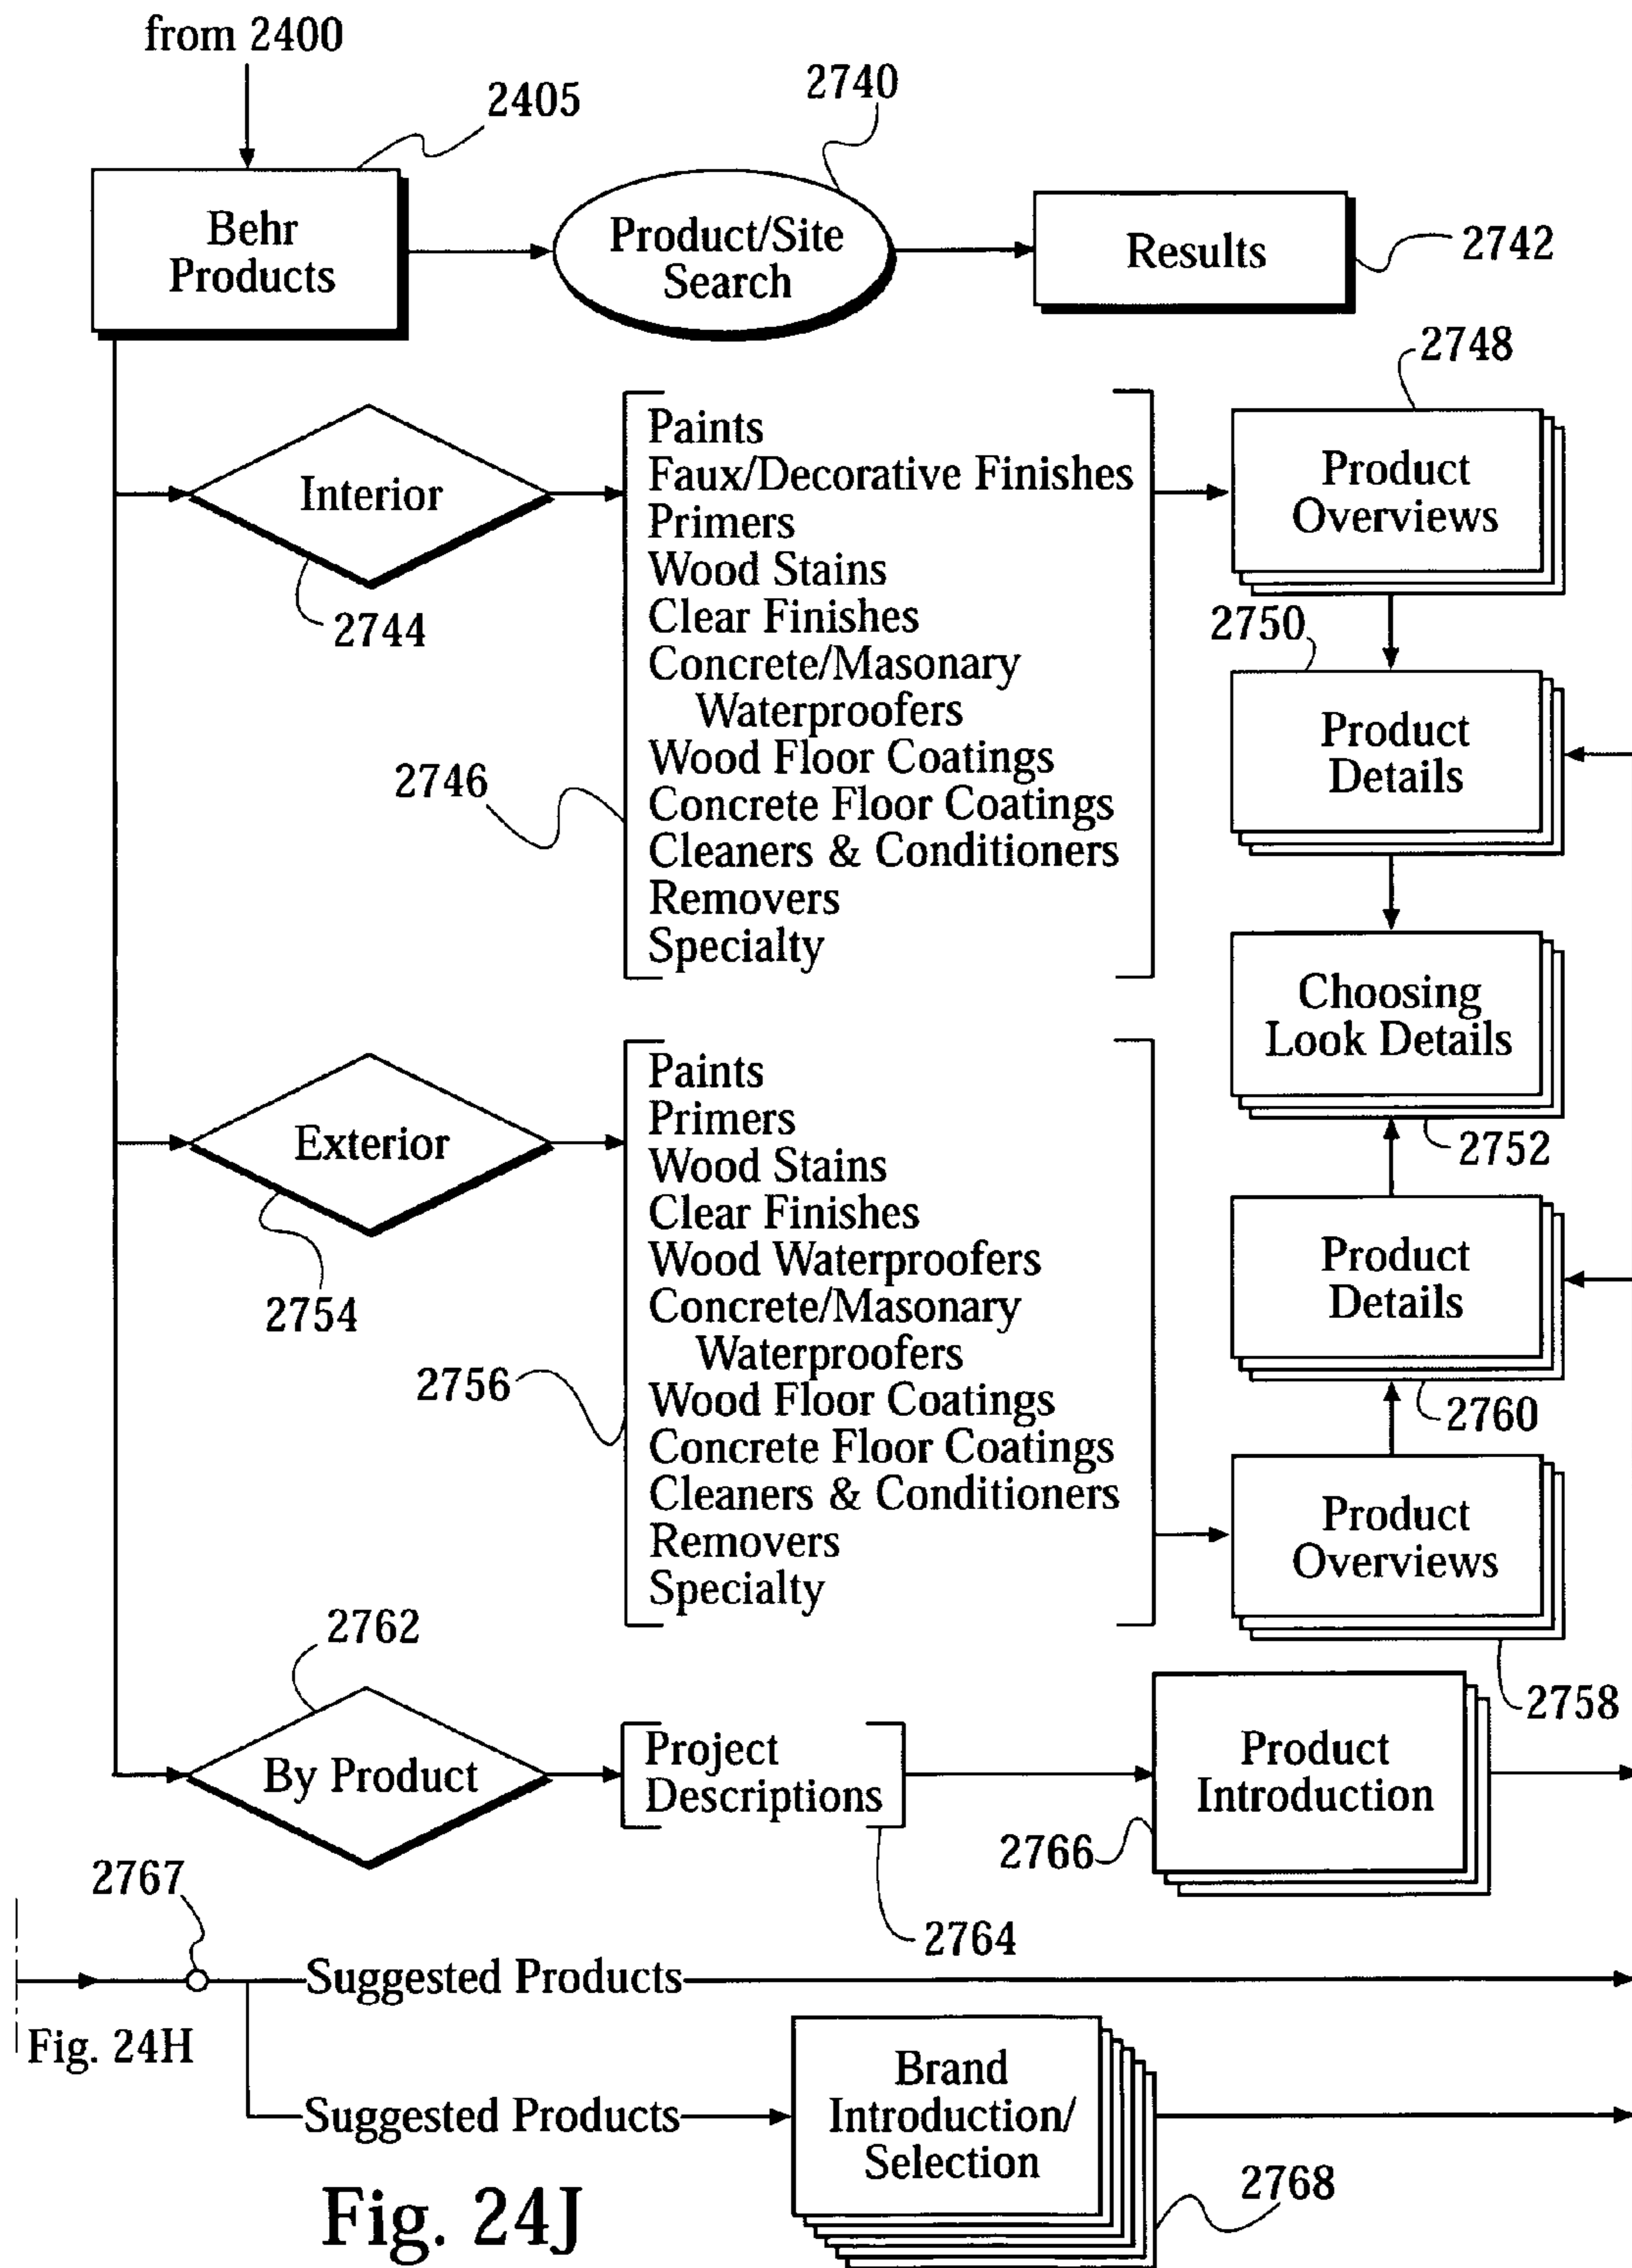 from 2400
2405
2740
Behr
Products
Product/Site
Search
Results
2742
2748
Interior
2744
Paints
Faux/Decorative Finishes
Primers
Wood Stains
Clear Finishes
Concrete/Masonary
Waterproofers
Wood Floor Coatings
Concrete Floor Coatings
Cleaners & Conditioners
Removers
Specialty
2746
Product
Overviews
2750
Product
Details
Choosing
Look Details
2752
Exterior
2754
Paints
Primers
Wood Stains
Clear Finishes
Wood Waterproofers
Concrete/Masonary
Waterproofers
Wood Floor Coatings
Concrete Floor Coatings
Cleaners & Conditioners
Removers
Specialty
2756
Product
Details
2760
Product
Overviews
2758
2762
By Product
Project
Descriptions
2764
Product
Introduction
2766
2767
Suggested Products
Fig. 24H
Suggested Products
Brand
Introduction/
Selection
2768
Fig. 24J